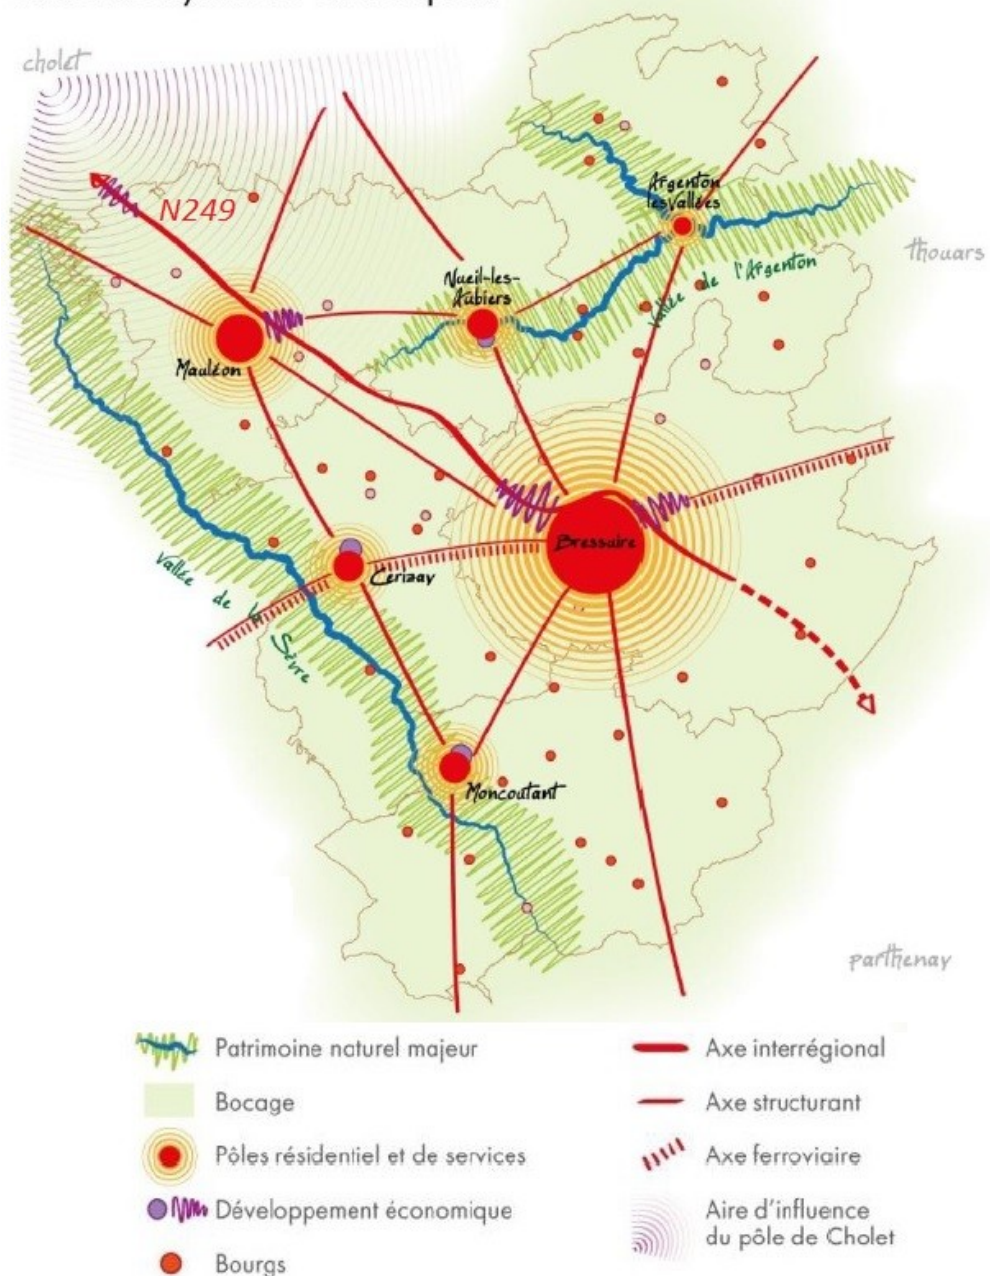 cholet
N249
Argenton
les Vallées
thouars
Vallée de l'Argenton
Nueil-les-
Aubiers
Mauléon
Bressuire
Cerizay
Vallée de la Sèvre
Moncoutant
parthenay
Patrimoine naturel majeur
Bocage
Pôles résidentiel et de services
Développement économique
Bourgs
Axe interrégional
Axe structurant
Axe ferroviaire
Aire d'influence
du pôle de Cholet